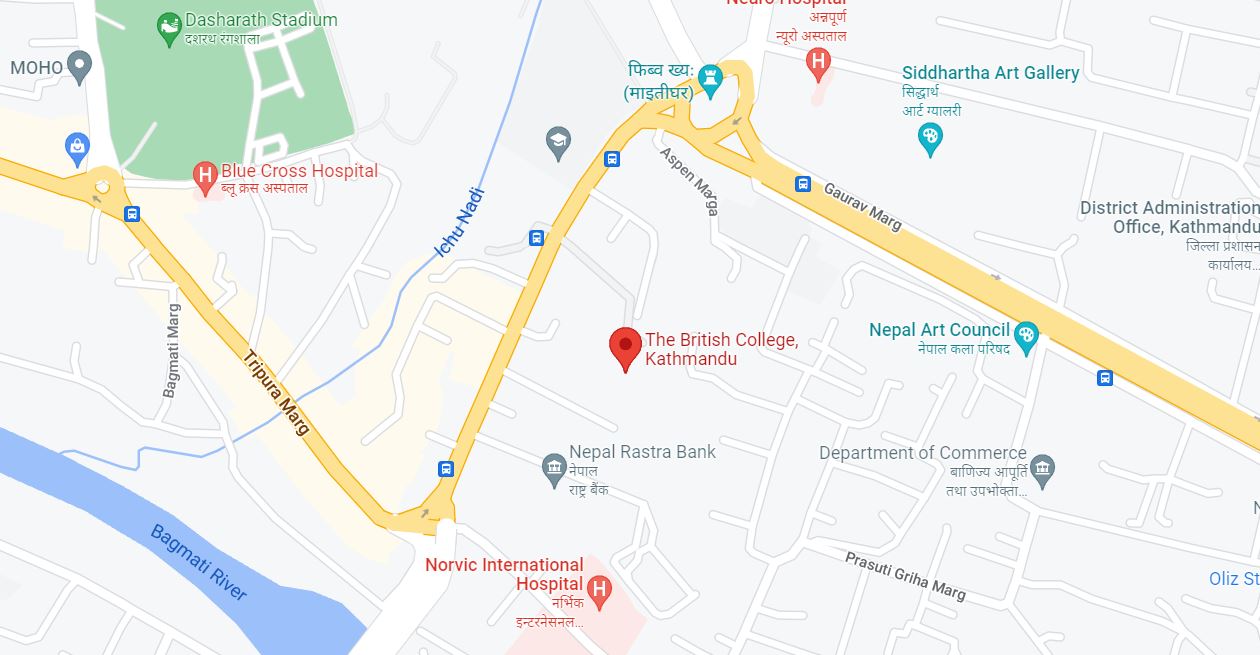 Neuro Hospital
अन्नपूर्ण
न्यूरो अस्पताल
Dasharath Stadium
दशरथ रंगशाला
MOHO
फिब्व ख्यः
(माइतीघर)
Siddhartha Art Gallery
सिद्धार्थ
आर्ट ग्यालरी
Blue Cross Hospital
ब्लू क्रस अस्पताल
Aspen Marga
Gaurav Marg
Ichu Nadi
District Administration
Office, Kathmandu
जिल्ला प्रशासन
कार्यालय...
Bagmati Marg
Tripura Marg
The British College,
Kathmandu
Nepal Art Council
नेपाल कला परिषद
Nepal Rastra Bank
नेपाल
राष्ट्र बैंक
Department of Commerce
बाणिज्य आपूर्ति
तथा उपभोक्ता...
Bagmati River
Norvic International
Hospital
नर्भिक
इन्टरनेसनल...
Prasuti Griha Marg
Oliz St